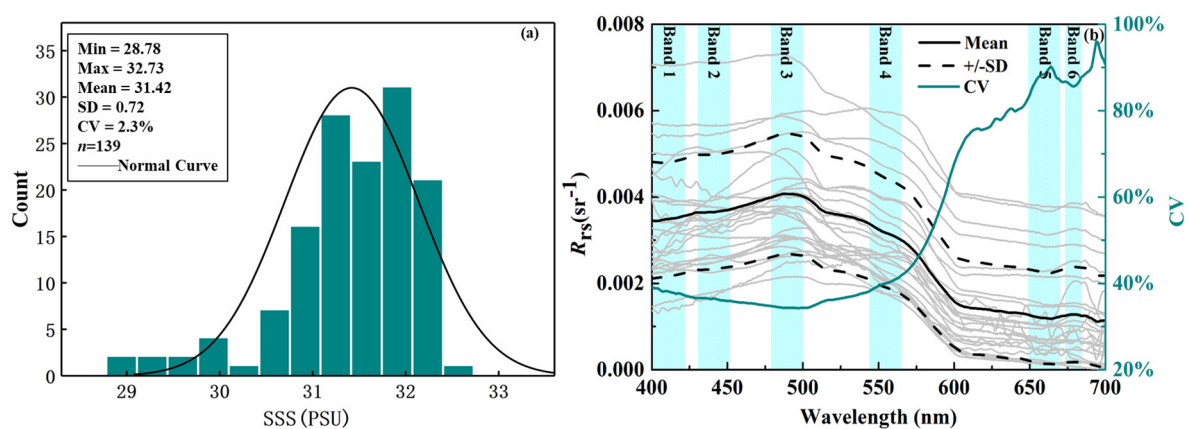 (a)
Min = 28.78
Max = 32.73
Mean = 31.42
SD = 0.72
CV = 2.3%
n=139
Normal Curve
Count
35
30
25
20
15
10
5
0
29 30 31 32 33
SSS(PSU)
(b)
Band 1
Band 2
Band 3
Band 4
Band 5
Band 6
Mean
+/-SD
CV
Rrs(sr-1)
0.008
0.006
0.004
0.002
0.000
400 450 500 550 600 650 700
Wavelength (nm)
100%
80%
60%
40%
20%
CV